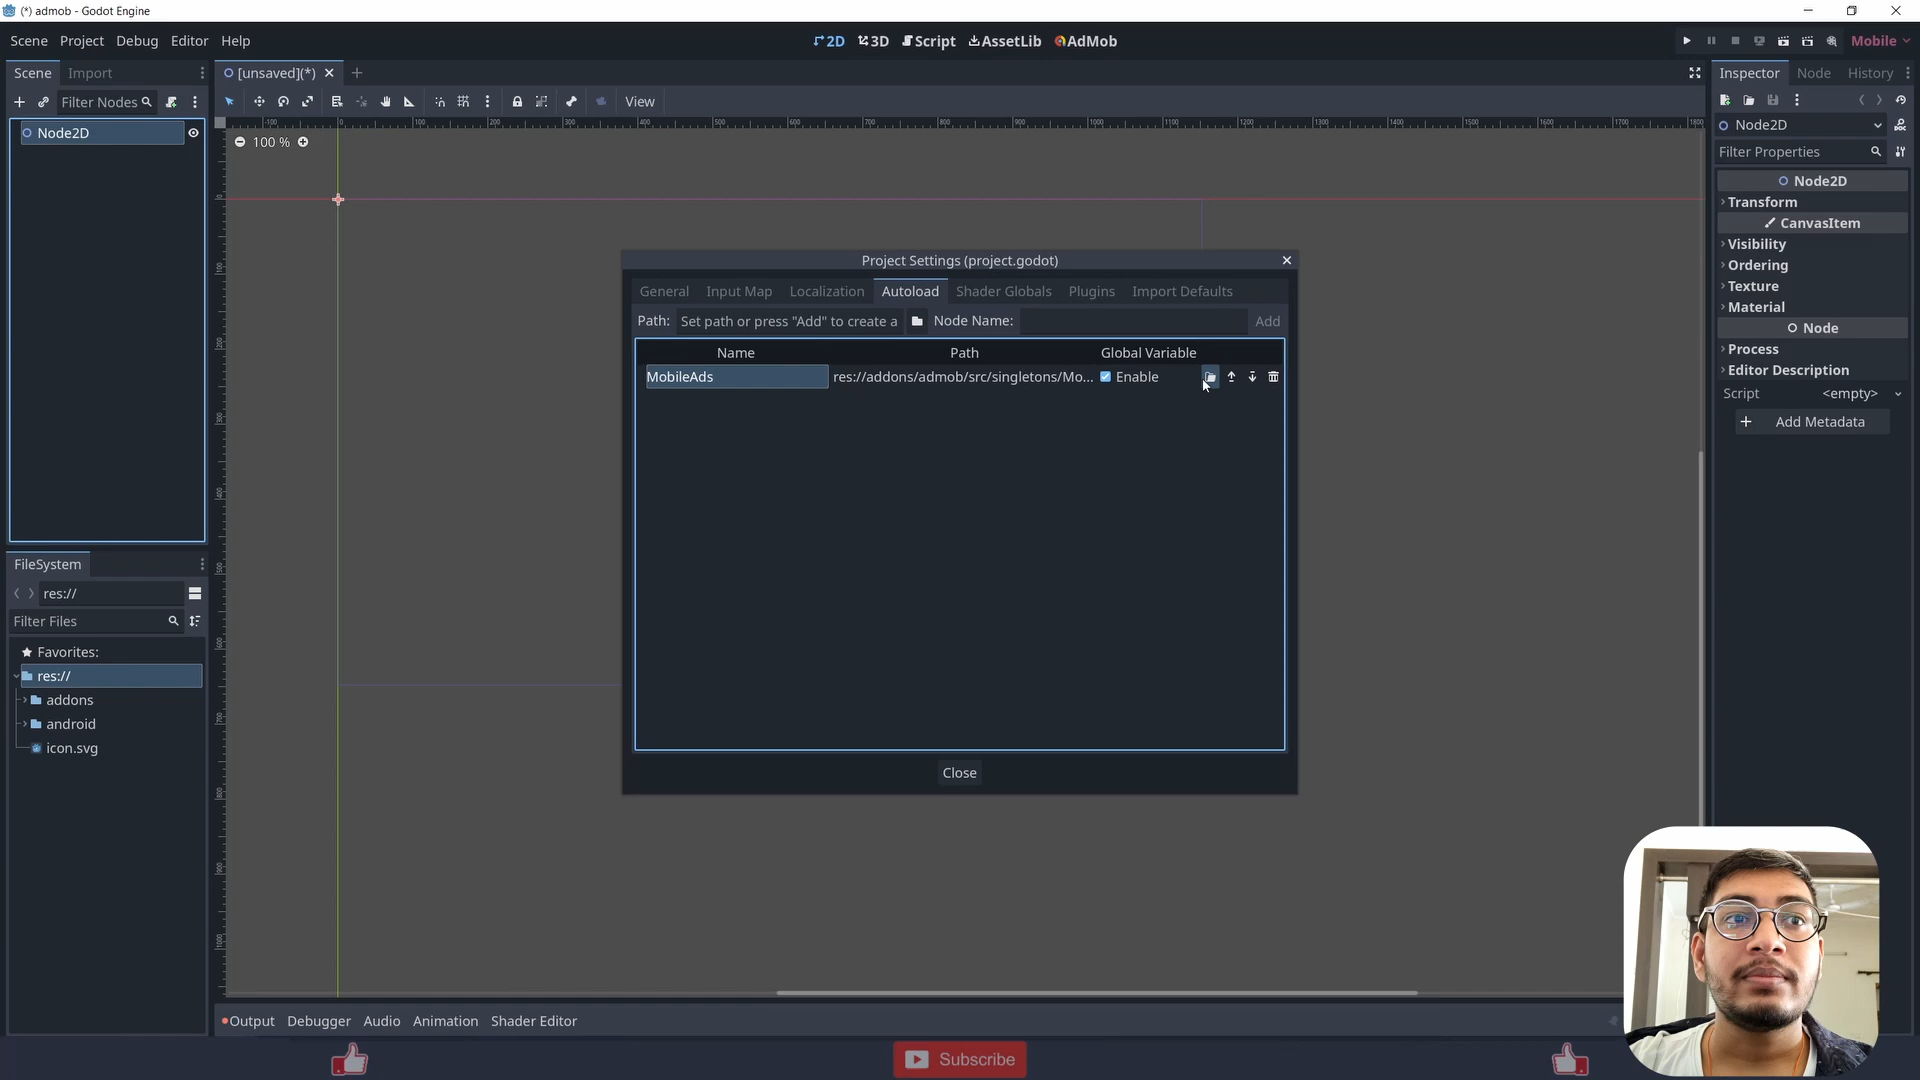 (*) admob - Godot Engine
Scene Project Debug Editor Help
2D 3D Script AssetLib AdMob
Mobile
Scene Import
[unsaved](*)
Inspector Node History
Filter Nodes
View
Node2D
100 %
Node2D
Filter Properties
Node2D
Transform
CanvasItem
Visibility
Ordering
Texture
Material
Node
Process
Editor Description
Script <empty>
Add Metadata
Project Settings (project.godot)
General Input Map Localization Autoload Shader Globals Plugins Import Defaults
Path: Set path or press "Add" to create a Node Name: Add
Name Path Global Variable
MobileAds res://addons/admob/src/singletons/Mo... Enable
Close
FileSystem
res://
Filter Files
Favorites:
res://
addons
android
icon.svg
Output Debugger Audio Animation Shader Editor
Subscribe